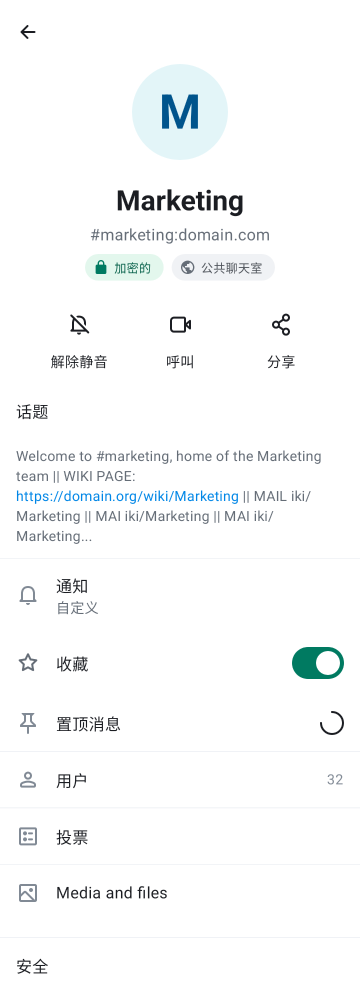 M
Marketing
#marketing:domain.com
加密的 公共聊天室
解除静音 呼叫 分享
话题
Welcome to #marketing, home of the Marketing
team || WIKI PAGE:
https://domain.org/wiki/Marketing || MAIL iki/
Marketing || MAI iki/Marketing || MAI iki/
Marketing...
通知
自定义
收藏
置顶消息
用户 32
投票
Media and files
安全